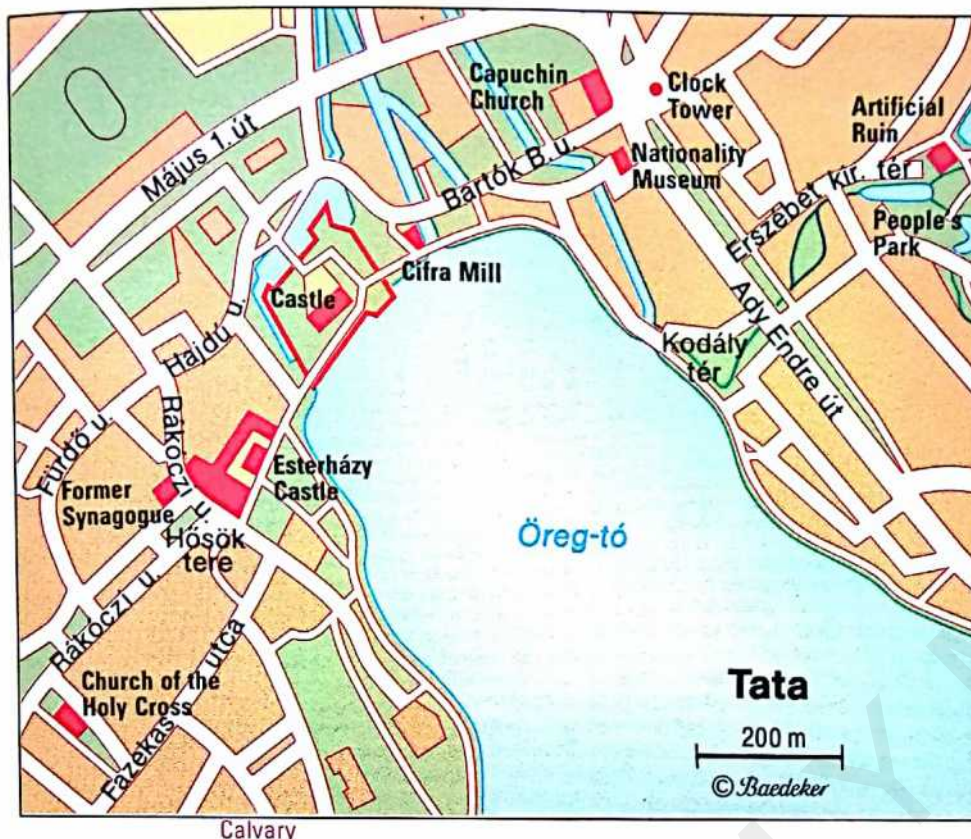 Capuchin
Church
Clock
Tower
Artificial
Ruin
Május 1. út
Bartók B. u.
Nationality
Museum
Erszébet kir. tér
People's
Park
Cifra Mill
Castle
Hajdú u.
Ady Endre út
Kodály
tér
Fürdő u.
Rákóczi u.
Esterházy
Castle
Former
Synagogue
Hősök
tere
Öreg-tó
Rákóczi u.
Fazekas utca
Church of the
Holy Cross
Tata
200 m
© Baedeker
Calvary